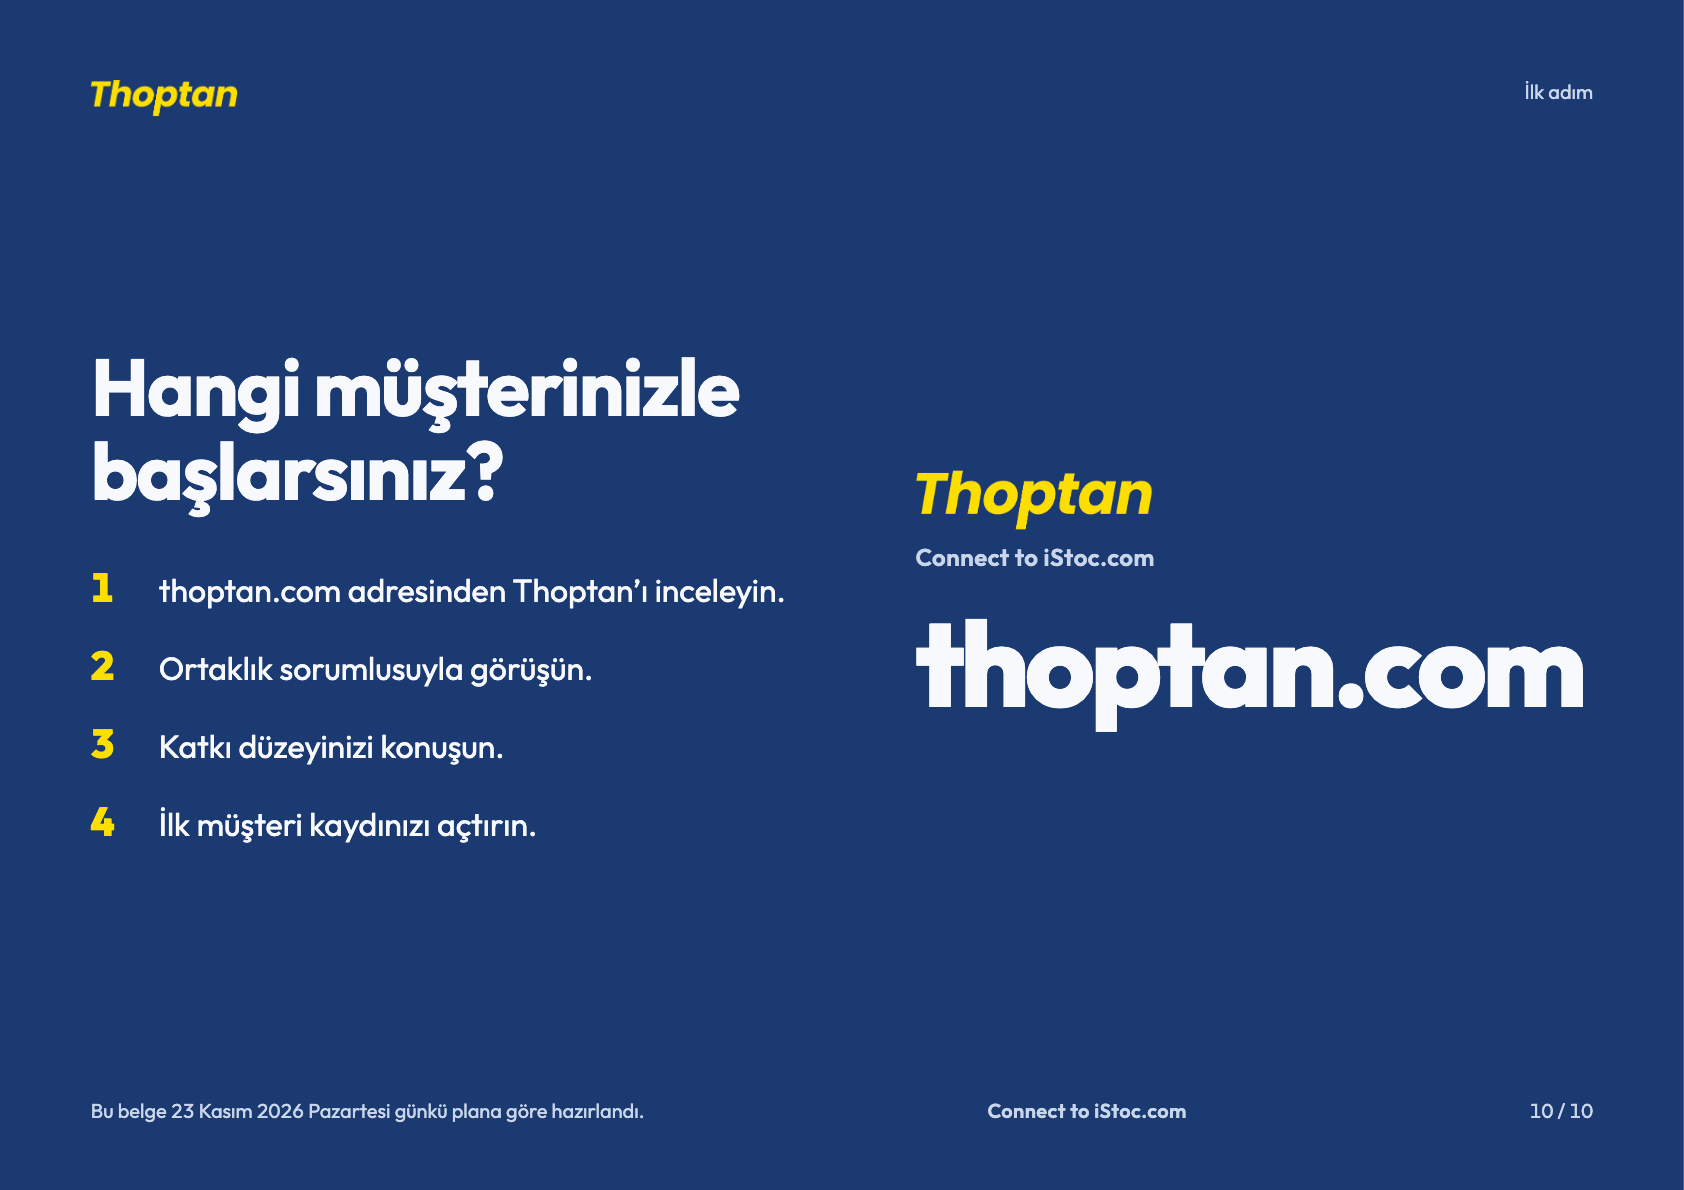 Thoptan
İlk adım
Hangi müşterinizle
başlarsınız?
1 thoptan.com adresinden Thoptan’ı inceleyin.
2 Ortaklık sorumlusuyla görüşün.
3 Katkı düzeyinizi konuşun.
4 İlk müşteri kaydınızı açtırın.
Thoptan
Connect to iStoc.com
thoptan.com
Bu belge 23 Kasım 2026 Pazartesi günkü plana göre hazırlandı.
Connect to iStoc.com
10 / 10